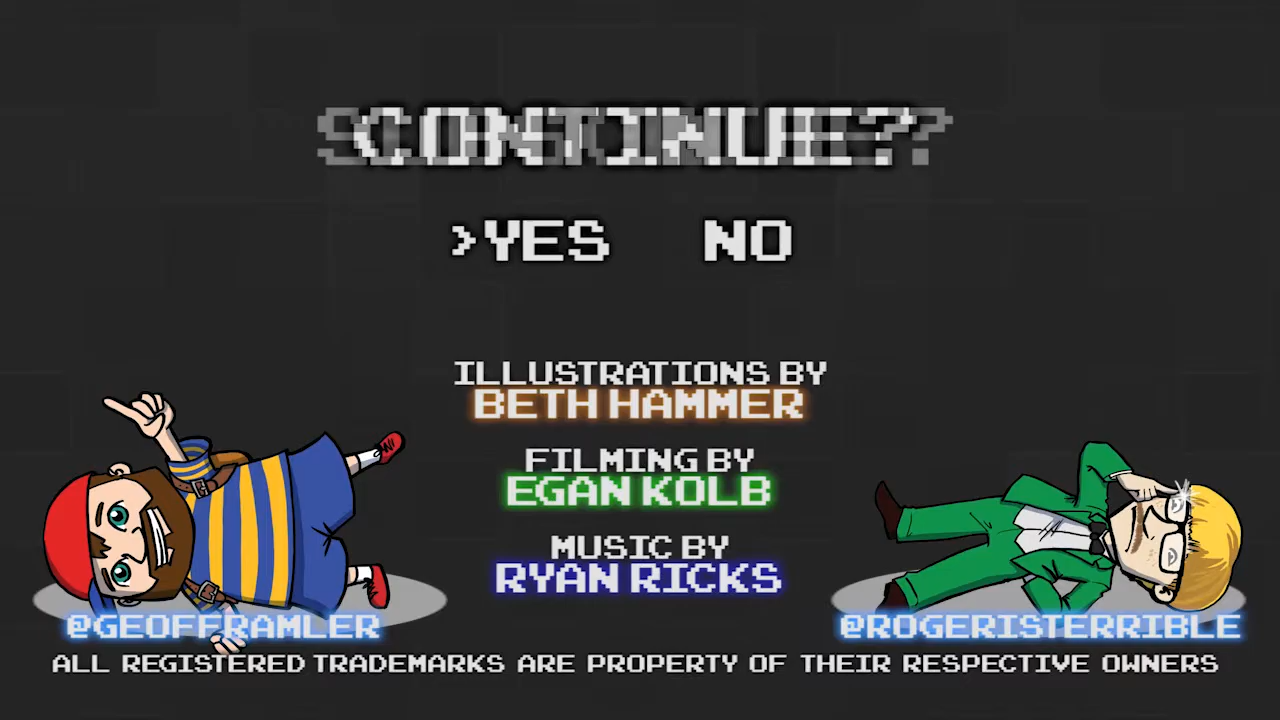 CONTINUE?
>YES NO
ILLUSTRATIONS BY
BETH HAMMER
FILMING BY
EGAN KOLB
MUSIC BY
RYAN RICKS
@GEOFFRAMLER
@ROGERISTERRIBLE
ALL REGISTERED TRADEMARKS ARE PROPERTY OF THEIR RESPECTIVE OWNERS